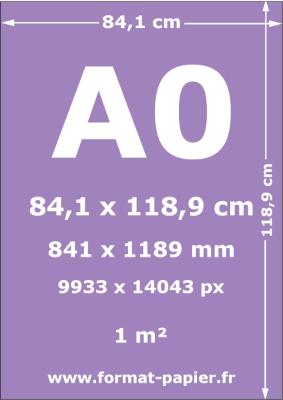 84,1 cm
A0
84,1 x 118,9 cm
118,9 cm
841 x 1189 mm
9933 x 14043 px
1 m²
www.format-papier.fr